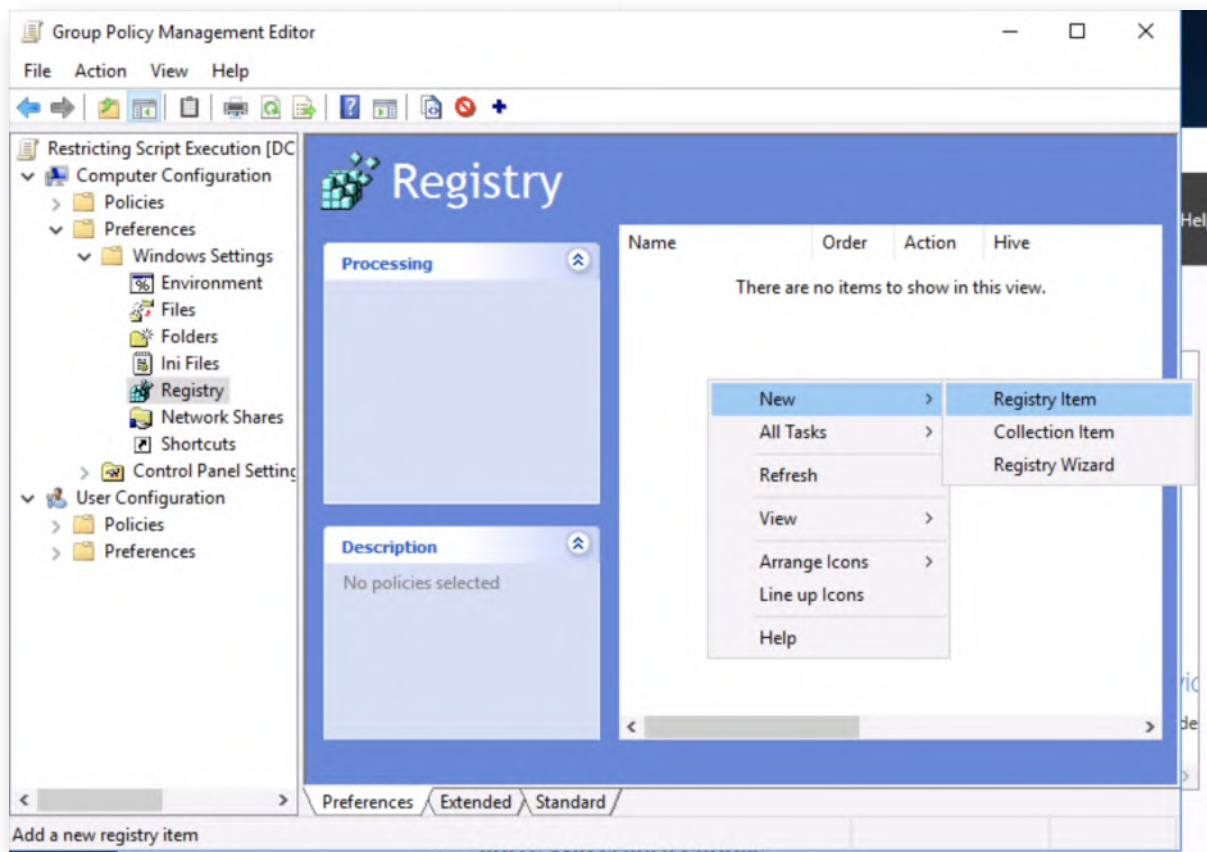 Group Policy Management Editor
File Action View Help
Restricting Script Execution [DC
Computer Configuration
Policies
Preferences
Windows Settings
Environment
Files
Folders
Ini Files
Registry
Network Shares
Shortcuts
Control Panel Setting
User Configuration
Policies
Preferences
Registry
Processing
Description
No policies selected
Name Order Action Hive
There are no items to show in this view.
New
All Tasks
Refresh
View
Arrange Icons
Line up Icons
Help
Registry Item
Collection Item
Registry Wizard
Preferences Extended Standard
Add a new registry item
Hel